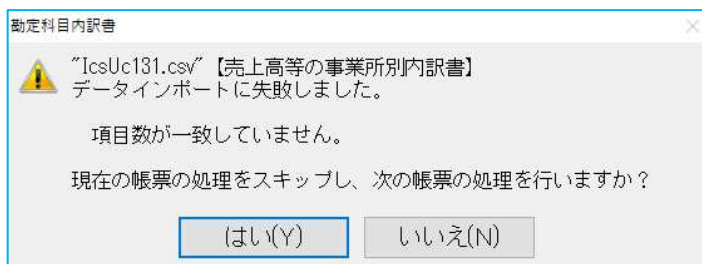 勘定科目内訳書
"IcsUc131.csv"【売上高等の事業所別内訳書】
データインポートに失敗しました。
項目数が一致していません。
現在の帳票の処理をスキップし、次の帳票の処理を行いますか？
はい(Y)
いいえ(N)